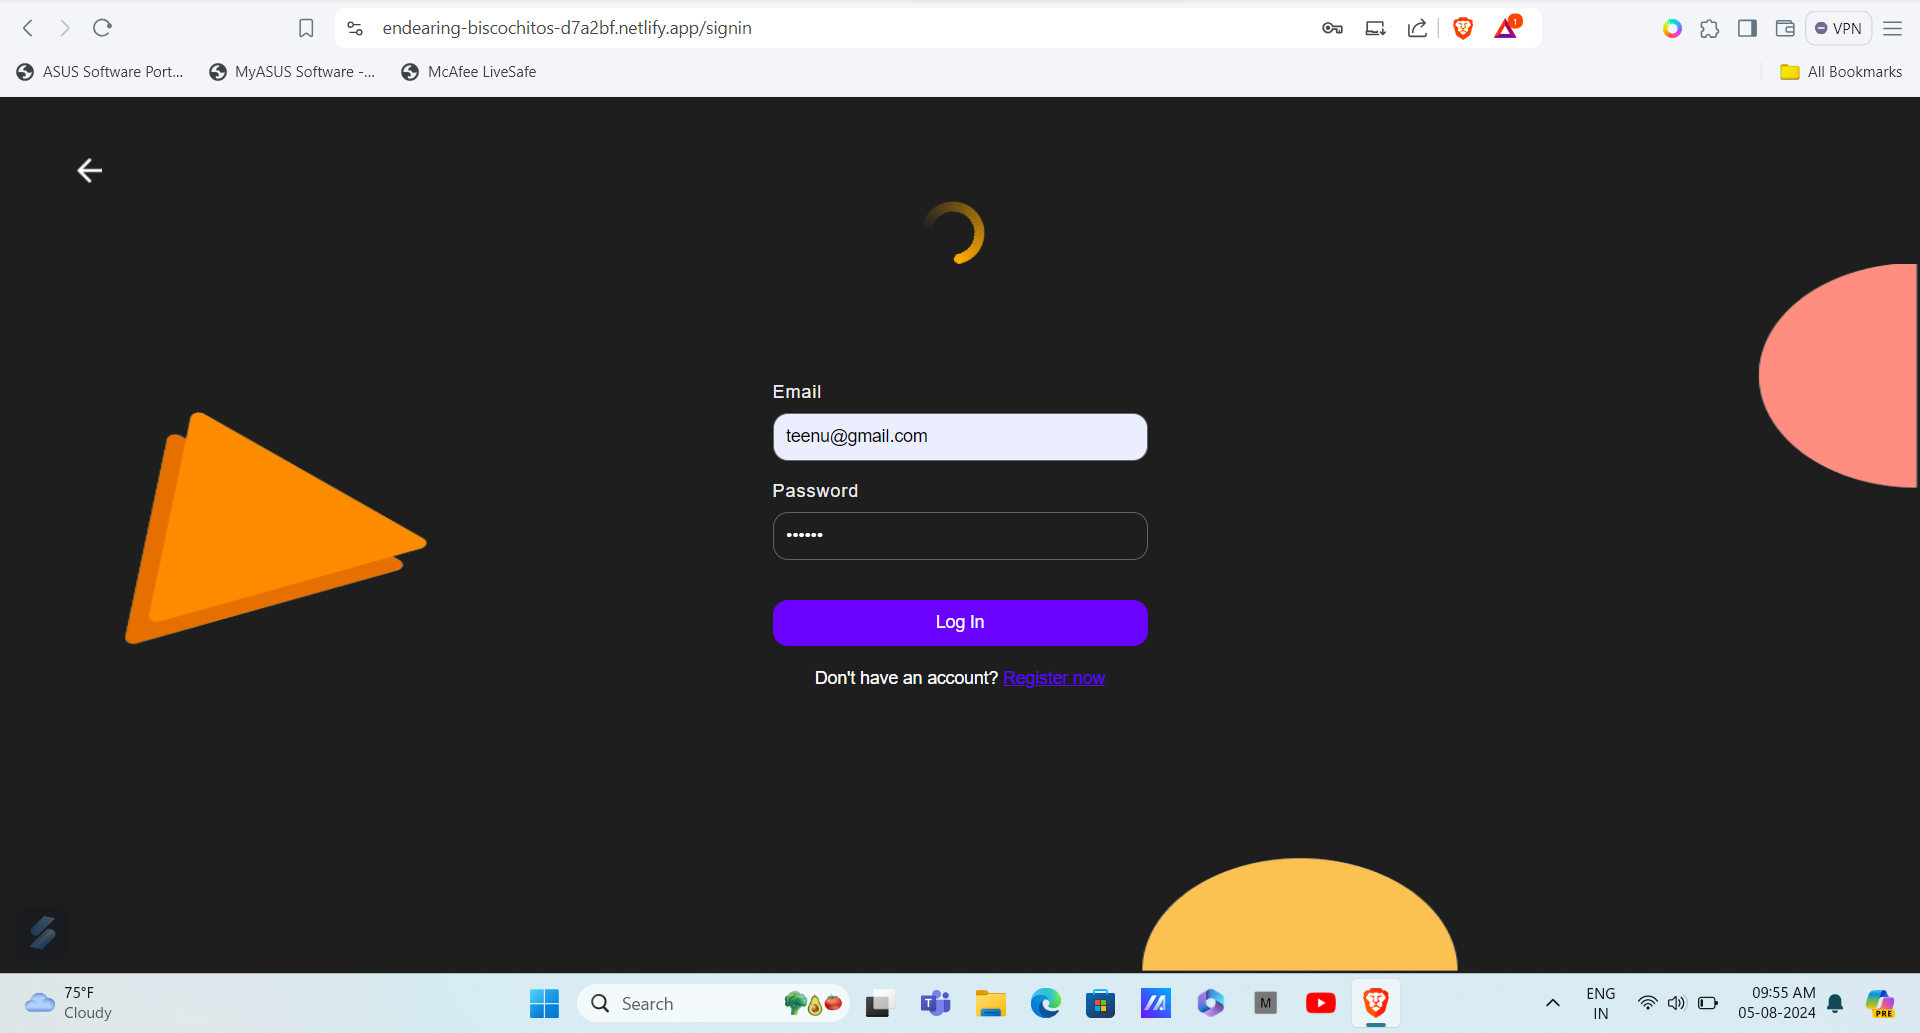 endearing-biscochitos-d7a2bf.netlify.app/signin
1
VPN
ASUS Software Port...
MyASUS Software -...
McAfee LiveSafe
All Bookmarks
Email
teenu@gmail.com
Password
••••••
Log In
Don't have an account? Register now
75°F
Cloudy
Search
T
M
ENG
IN
09:55 AM
05-08-2024
PRE